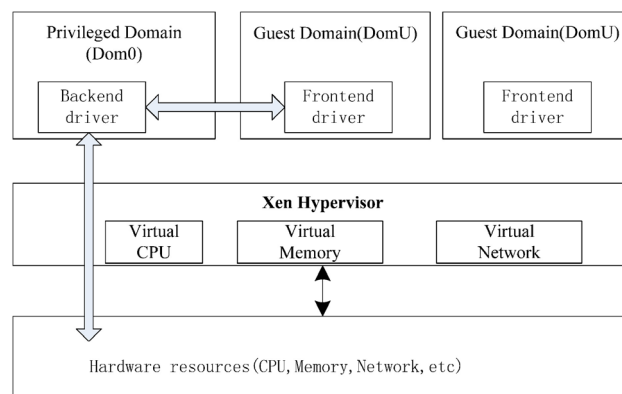 Privileged Domain
(Dom0)
Backend
driver
Guest Domain(DomU)
Frontend
driver
Guest Domain(DomU)
Frontend
driver
Xen Hypervisor
Virtual
CPU
Virtual
Memory
Virtual
Network
Hardware resources(CPU,Memory,Network,etc)